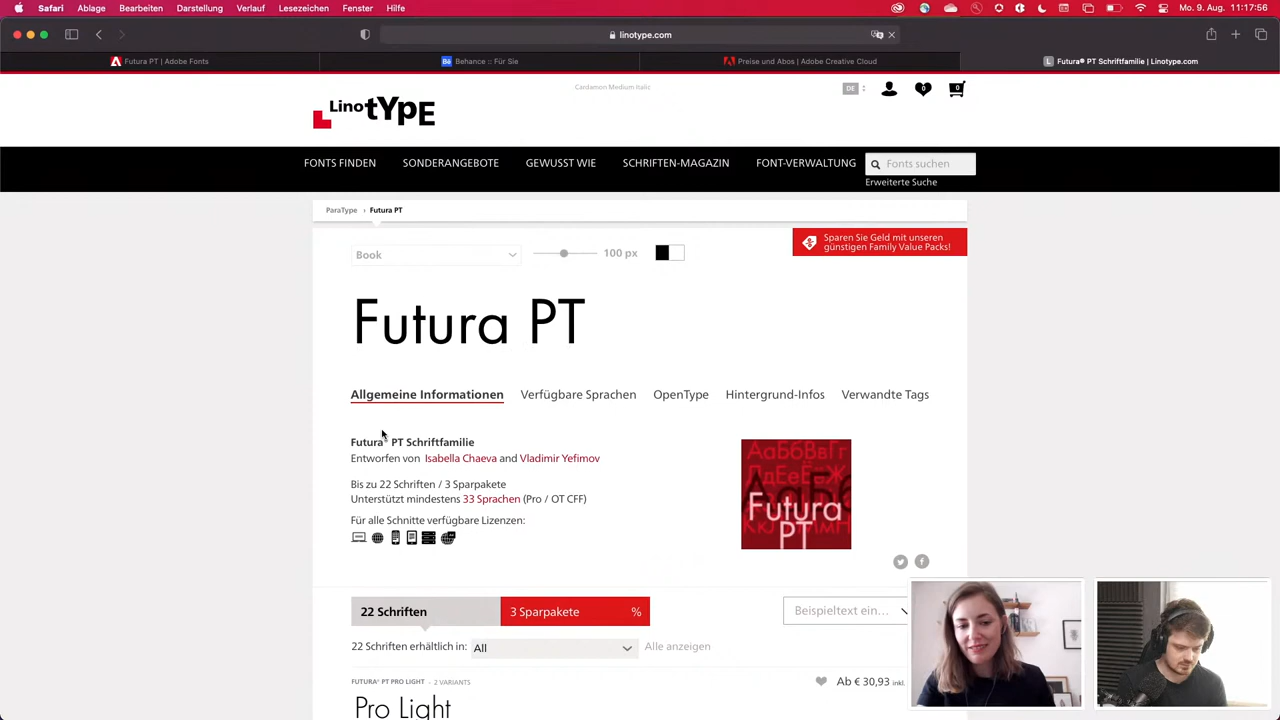 Safari Ablage Bearbeiten Darstellung Verlauf Lesezeichen Fenster Hilfe Mo. 9. Aug. 11:17:56
linotype.com
Futura PT | Adobe Fonts
Behance :: Für Sie
Preise und Abos | Adobe Creative Cloud
Futura® PT Schriftfamilie | Linotype.com
Cardamon Medium Italic
DE
0
0
LinotYPE
FONTS FINDEN SONDERANGEBOTE GEWUSST WIE SCHRIFTEN-MAGAZIN FONT-VERWALTUNG Fonts suchen
Erweiterte Suche
ParaType › Futura PT
Sparen Sie Geld mit unseren
günstigen Family Value Packs!
Book 100 px
Futura PT
Allgemeine Informationen Verfügbare Sprachen OpenType Hintergrund-Infos Verwandte Tags
Futura® PT Schriftfamilie
Entworfen von Isabella Chaeva and Vladimir Yefimov
Bis zu 22 Schriften / 3 Sparpakete
Unterstützt mindestens 33 Sprachen (Pro / OT CFF)
Für alle Schnitte verfügbare Lizenzen:
Futura
PT
22 Schriften 3 Sparpakete %
Beispieltext ein...
22 Schriften erhältlich in: All Alle anzeigen
FUTURA® PT PRO LIGHT - 2 VARIANTS
Ab € 30,93 inkl.
Pro Light